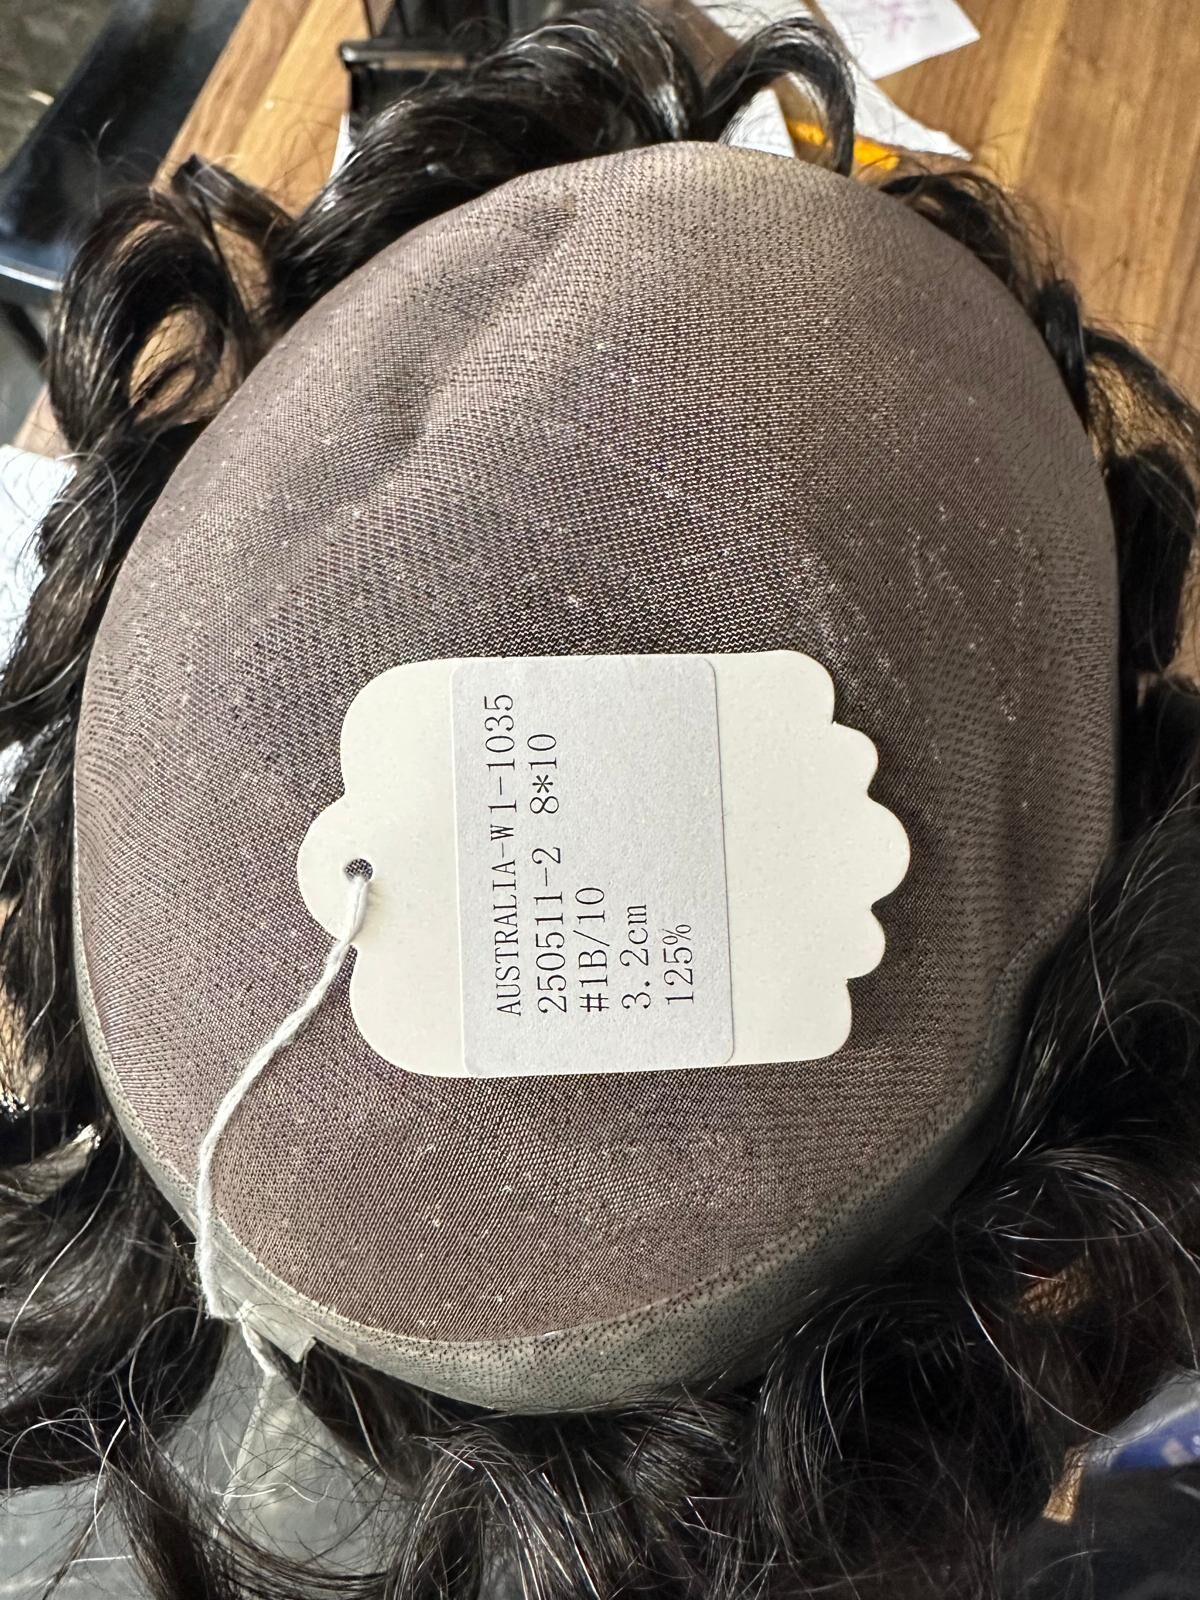 AUSTRALIA-W1-1035
250511-2 8*10
#1B/10
3.2cm
125%